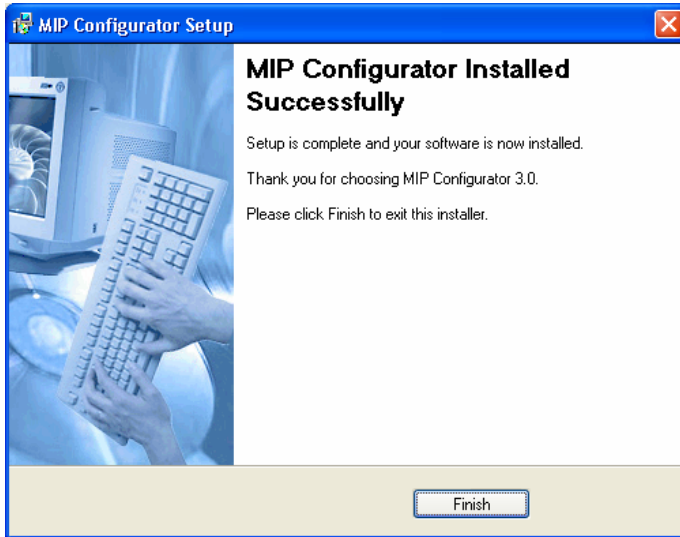 MIP Configurator Setup
MIP Configurator Installed
Successfully
Setup is complete and your software is now installed.
Thank you for choosing MIP Configurator 3.0.
Please click Finish to exit this installer.
Finish